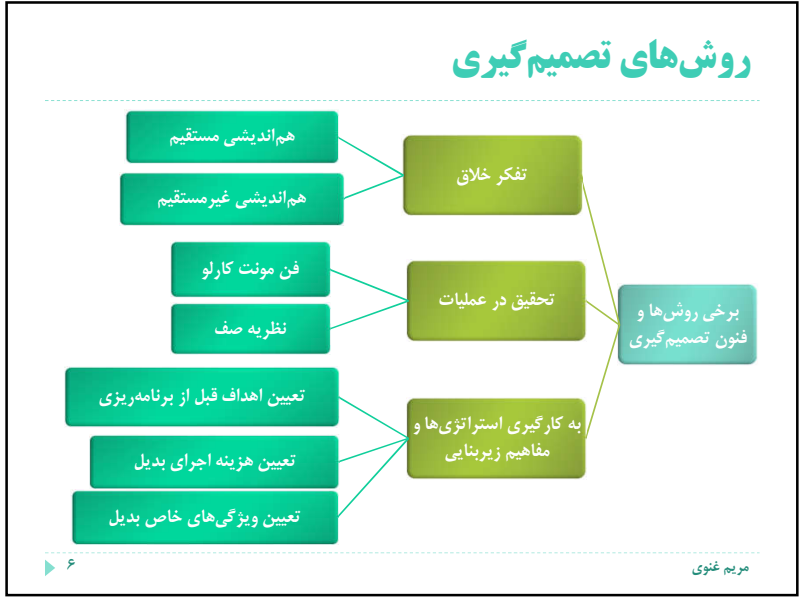 روش‌های تصمیم‌گیری
برخی روش‌ها و
فنون تصمیم‌گیری
تفکر خلاق
هم‌اندیشی مستقیم
هم‌اندیشی غیرمستقیم
تحقیق در عملیات
فن مونت کارلو
نظریه صف
به کارگیری استراتژی‌ها و
مفاهیم زیربنایی
تعیین اهداف قبل از برنامه‌ریزی
تعیین هزینه اجرای بدیل
تعیین ویژگی‌های خاص بدیل
مریم غنوی
۶